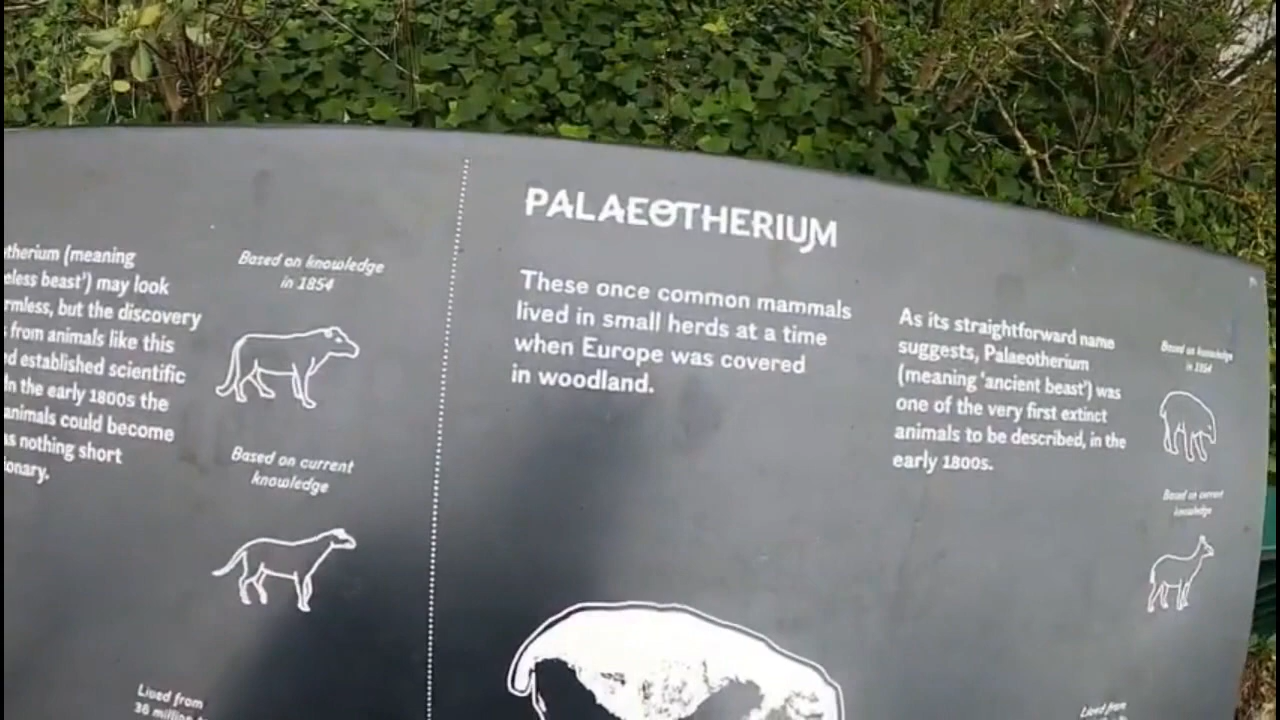 therium (meaning
eless beast') may look
rmless, but the discovery
from animals like this
d established scientific
In the early 1800s the
animals could become
s nothing short
ionary.
Based on knowledge
in 1854
Based on current
knowledge
Lived from
36 million
PALAEOTHERIUM
These once common mammals
lived in small herds at a time
when Europe was covered
in woodland.
As its straightforward name
suggests, Palaeotherium
(meaning 'ancient beast') was
one of the very first extinct
animals to be described, in the
early 1800s.
Based on knowledge
in 1854
Based on current
knowledge
Lived from